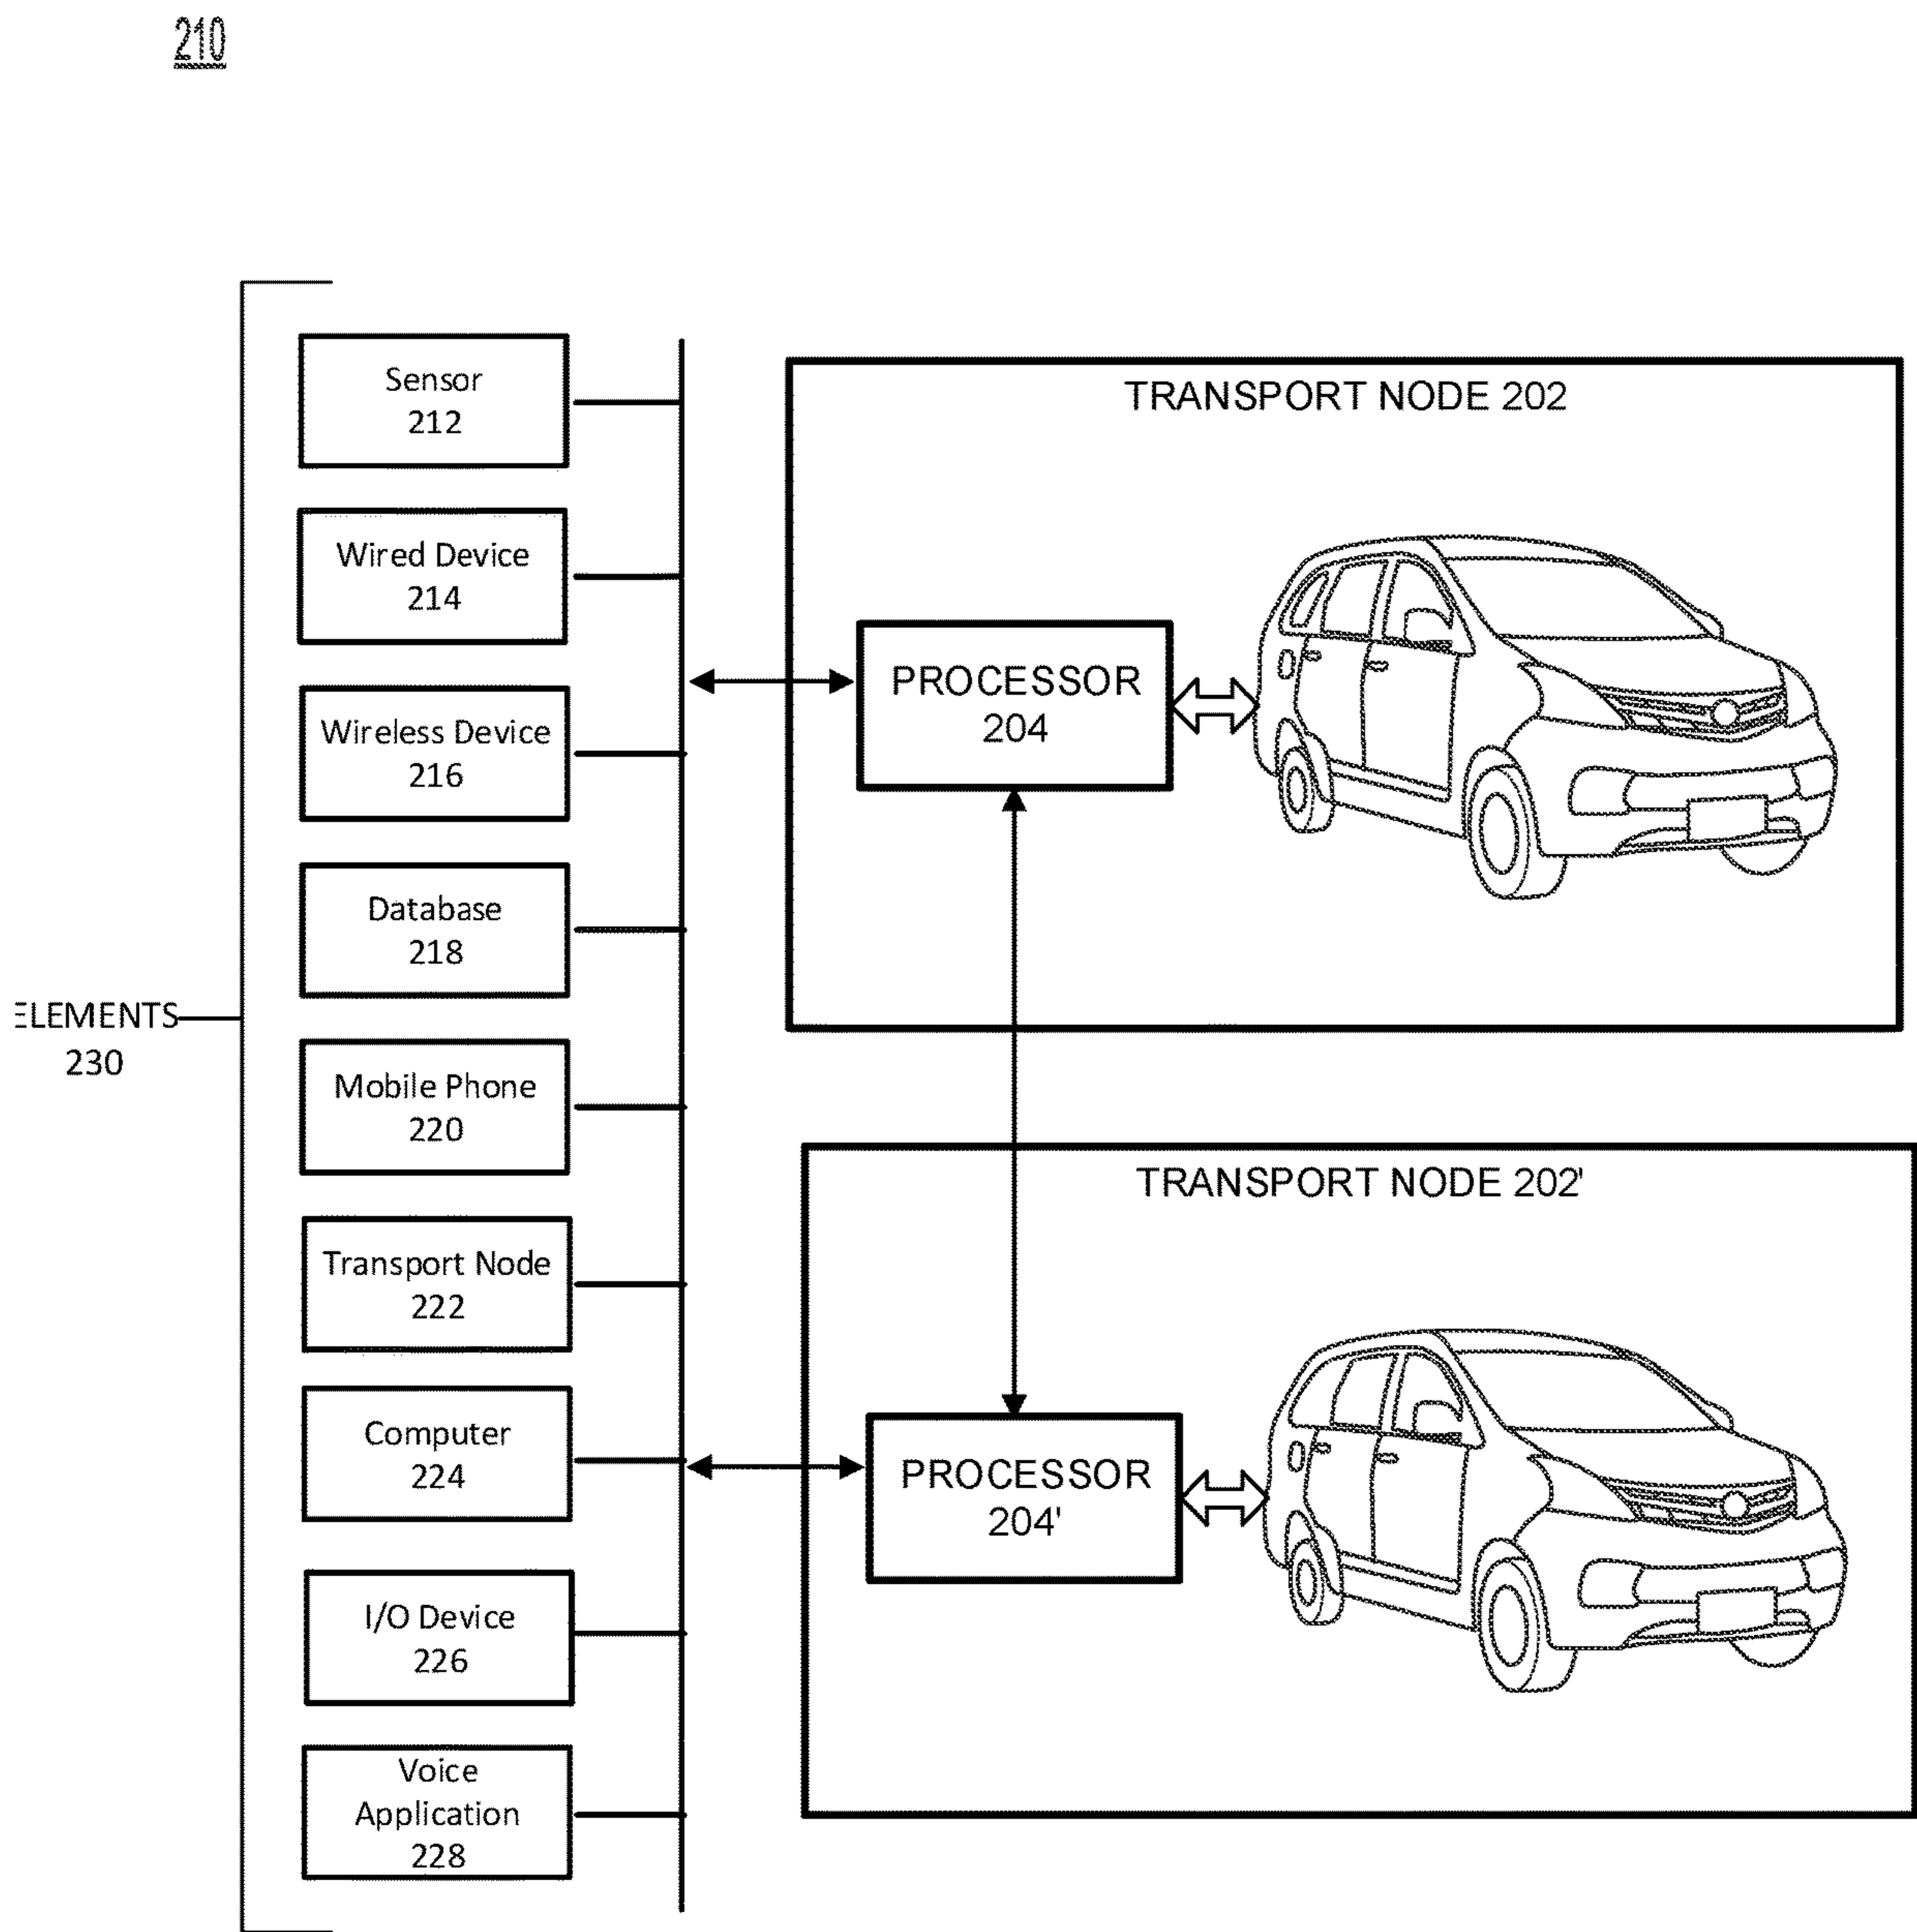 210
Sensor
212
Wired Device
214
Wireless Device
216
Database
218
ELEMENTS
230
Mobile Phone
220
Transport Node
222
Computer
224
I/O Device
226
Voice
Application
228
TRANSPORT NODE 202
PROCESSOR
204
TRANSPORT NODE 202'
PROCESSOR
204'